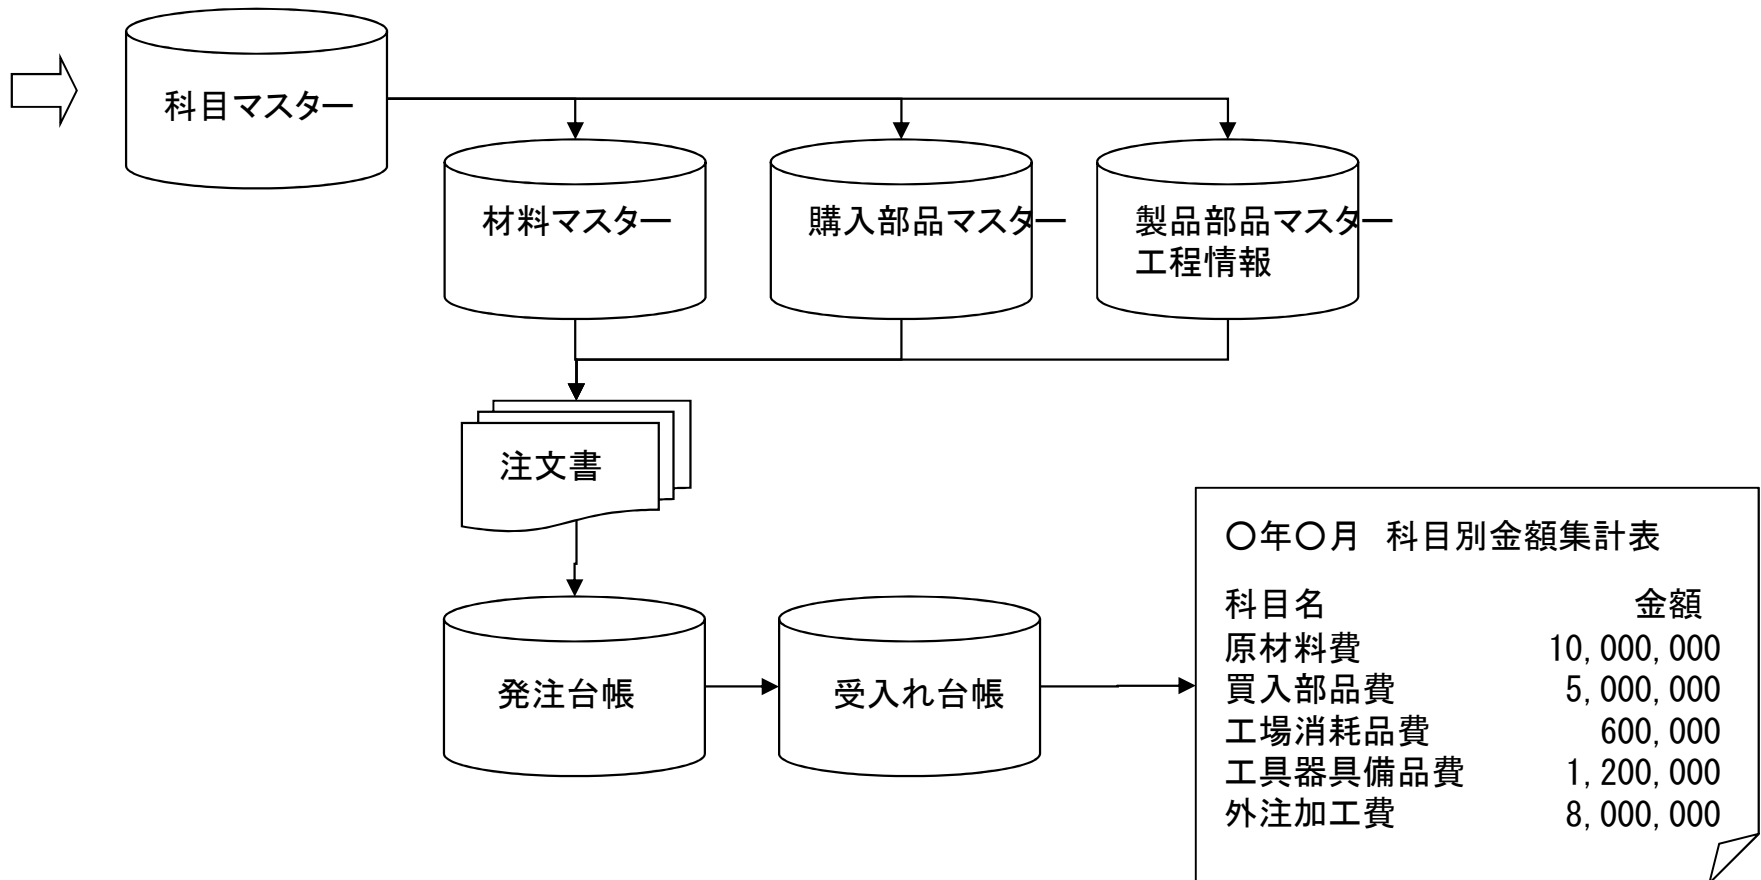 科目マスター
材料マスター
購入部品マスター
製品部品マスター
工程情報
注文書
発注台帳
受入れ台帳
〇年〇月 科目別金額集計表
科目名 金額
原材料費 10,000,000
買入部品費 5,000,000
工場消耗品費 600,000
工具器具備品費 1,200,000
外注加工費 8,000,000